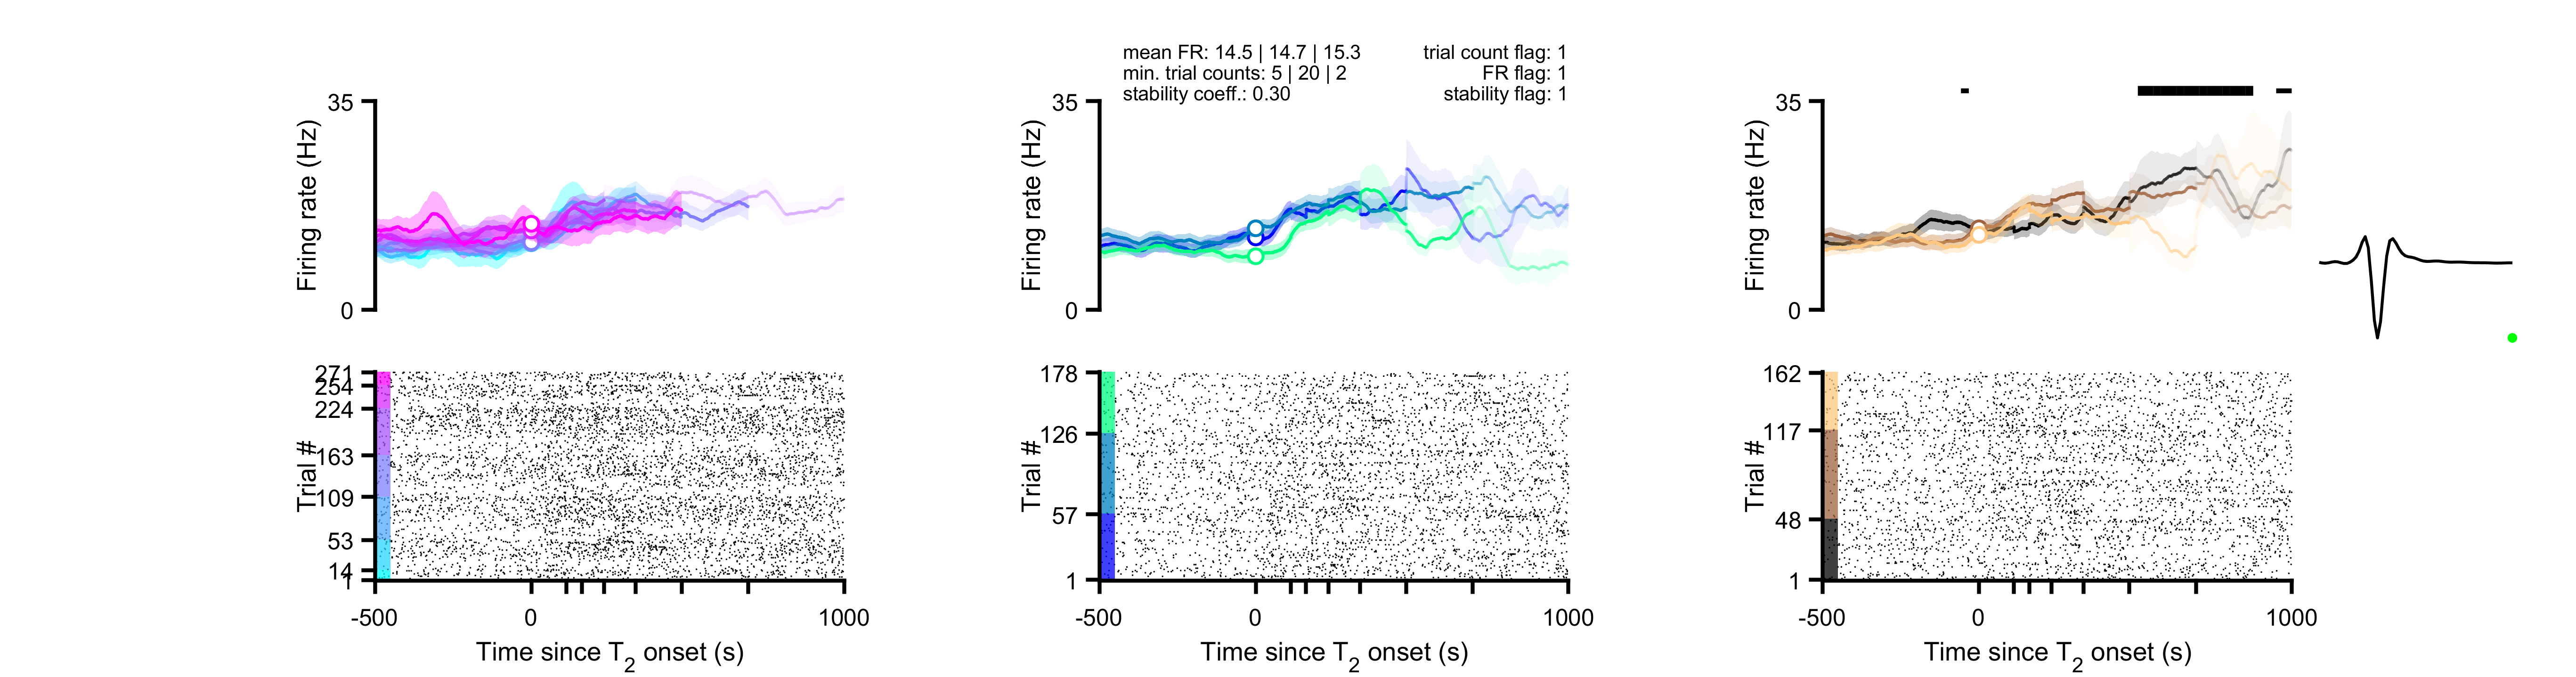 mean FR: 14.5 | 14.7 | 15.3
min. trial counts: 5 | 20 | 2
stability coeff.: 0.30
trial count flag: 1
FR flag: 1
stability flag: 1
35
Firing rate (Hz)
0
35
Firing rate (Hz)
0
35
Firing rate (Hz)
0
271
254
224
163
109
53
14
1
Trial #
-500
0
1000
Time since T2 onset (s)
178
126
57
1
Trial #
-500
0
1000
Time since T2 onset (s)
162
117
48
1
Trial #
-500
0
1000
Time since T2 onset (s)